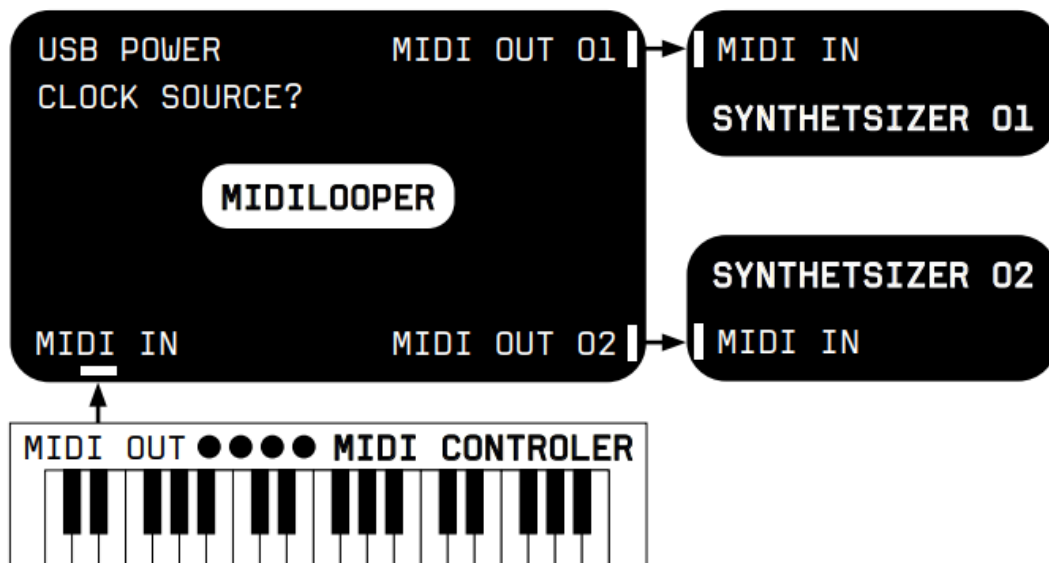 USB POWER
MIDI OUT 01
CLOCK SOURCE?
MIDILOOPER
MIDI IN
MIDI OUT 02
MIDI IN
SYNTHETSIZER 01
SYNTHETSIZER 02
MIDI IN
MIDI OUT
MIDI CONTROLER